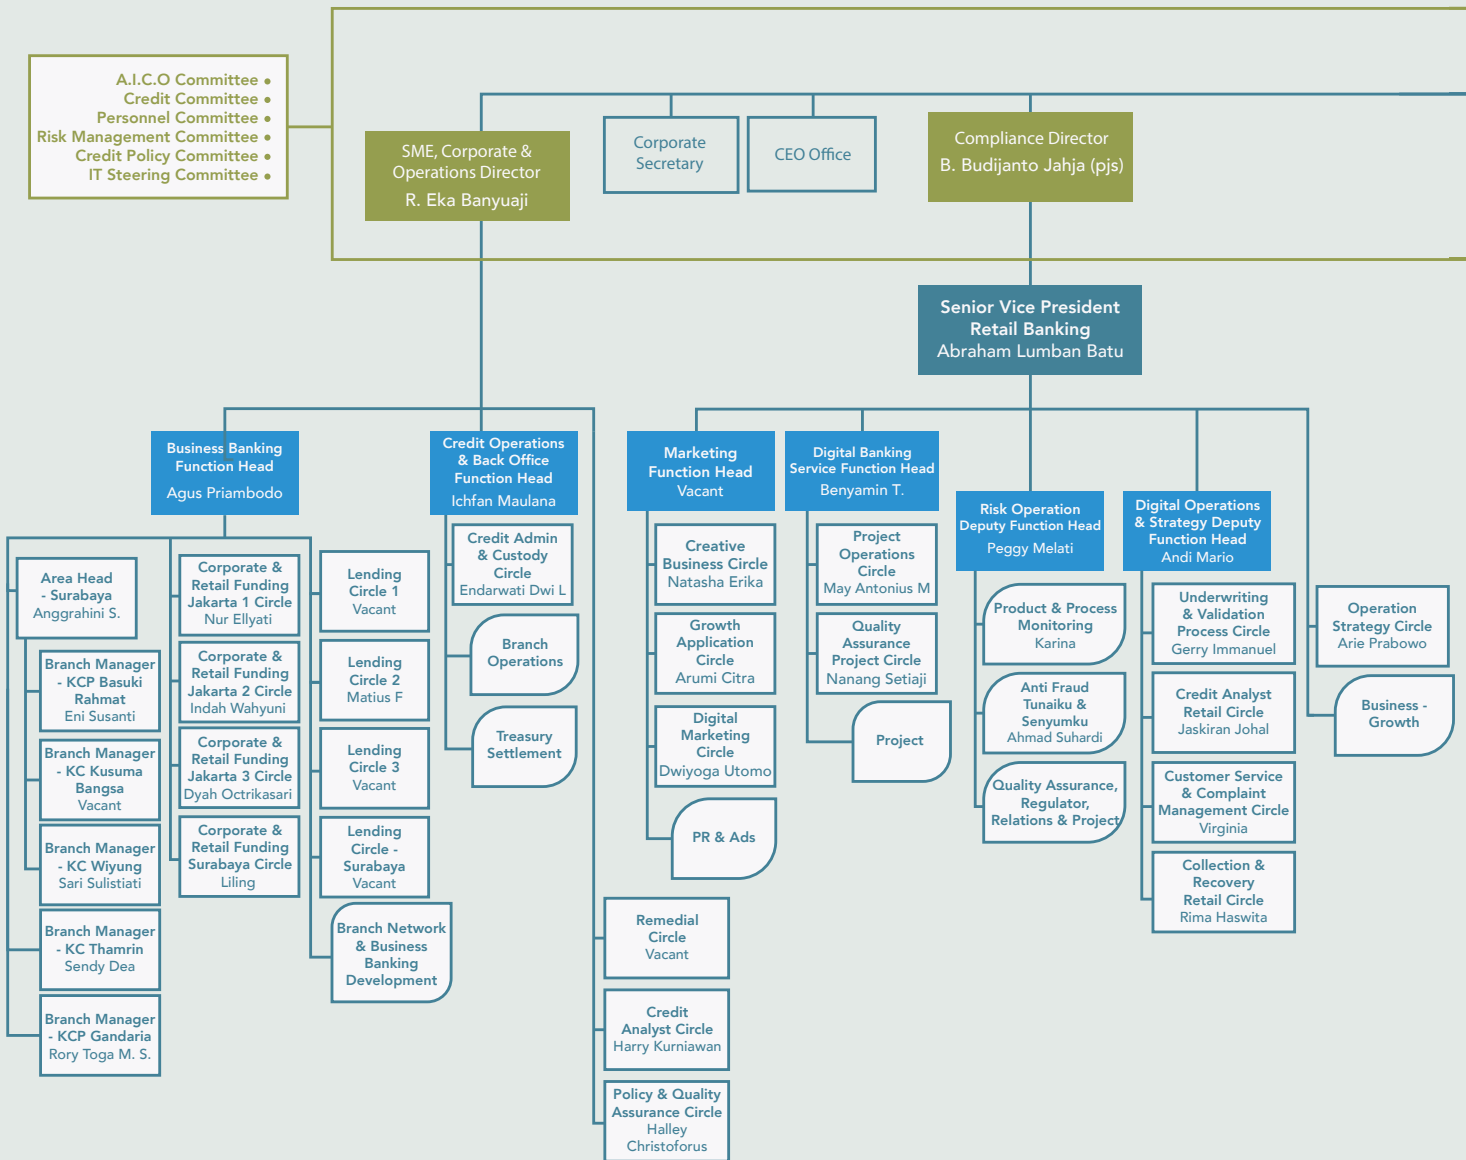 A.I.C.O Committee •
Credit Committee •
Personnel Committee •
Risk Management Committee •
Credit Policy Committee •
IT Steering Committee •
SME, Corporate &
Operations Director
R. Eka Banyuaji
Corporate
Secretary
CEO Office
Compliance Director
B. Budijanto Jahja (pjs)
Senior Vice President
Retail Banking
Abraham Lumban Batu
Business Banking
Function Head
Agus Priambodo
Credit Operations
& Back Office
Function Head
Ichfan Maulana
Marketing
Function Head
Vacant
Digital Banking
Service Function Head
Benyamin T.
Risk Operation
Deputy Function Head
Peggy Melati
Digital Operations
& Strategy Deputy
Function Head
Andi Mario
Area Head
- Surabaya
Anggrahini S.
Branch Manager
- KCP Basuki
Rahmat
Eni Susanti
Branch Manager
- KC Kusuma
Bangsa
Vacant
Branch Manager
- KC Wiyung
Sari Sulistiati
Branch Manager
- KC Thamrin
Sendy Dea
Branch Manager
- KCP Gandaria
Rory Toga M. S.
Corporate &
Retail Funding
Jakarta 1 Circle
Nur Ellyati
Corporate &
Retail Funding
Jakarta 2 Circle
Indah Wahyuni
Corporate &
Retail Funding
Jakarta 3 Circle
Dyah Octrikasari
Corporate &
Retail Funding
Surabaya Circle
Liling
Lending
Circle 1
Vacant
Lending
Circle 2
Matius F
Lending
Circle 3
Vacant
Lending
Circle -
Surabaya
Vacant
Branch Network
& Business
Banking
Development
Credit Admin
& Custody
Circle
Endarwati Dwi L
Branch
Operations
Treasury
Settlement
Remedial
Circle
Vacant
Credit
Analyst Circle
Harry Kurniawan
Policy & Quality
Assurance Circle
Halley
Christoforus
Creative
Business Circle
Natasha Erika
Growth
Application
Circle
Arumi Citra
Digital
Marketing
Circle
Dwiyoga Utomo
PR & Ads
Project
Operations
Circle
May Antonius M
Quality
Assurance
Project Circle
Nanang Setiaji
Project
Product & Process
Monitoring
Karina
Anti Fraud
Tunaiku &
Senyumku
Ahmad Suhardi
Quality Assurance,
Regulator,
Relations & Project
Underwriting
& Validation
Process Circle
Gerry Immanuel
Credit Analyst
Retail Circle
Jaskiran Johal
Customer Service
& Complaint
Management Circle
Virginia
Collection &
Recovery
Retail Circle
Rima Haswita
Operation
Strategy Circle
Arie Prabowo
Business -
Growth